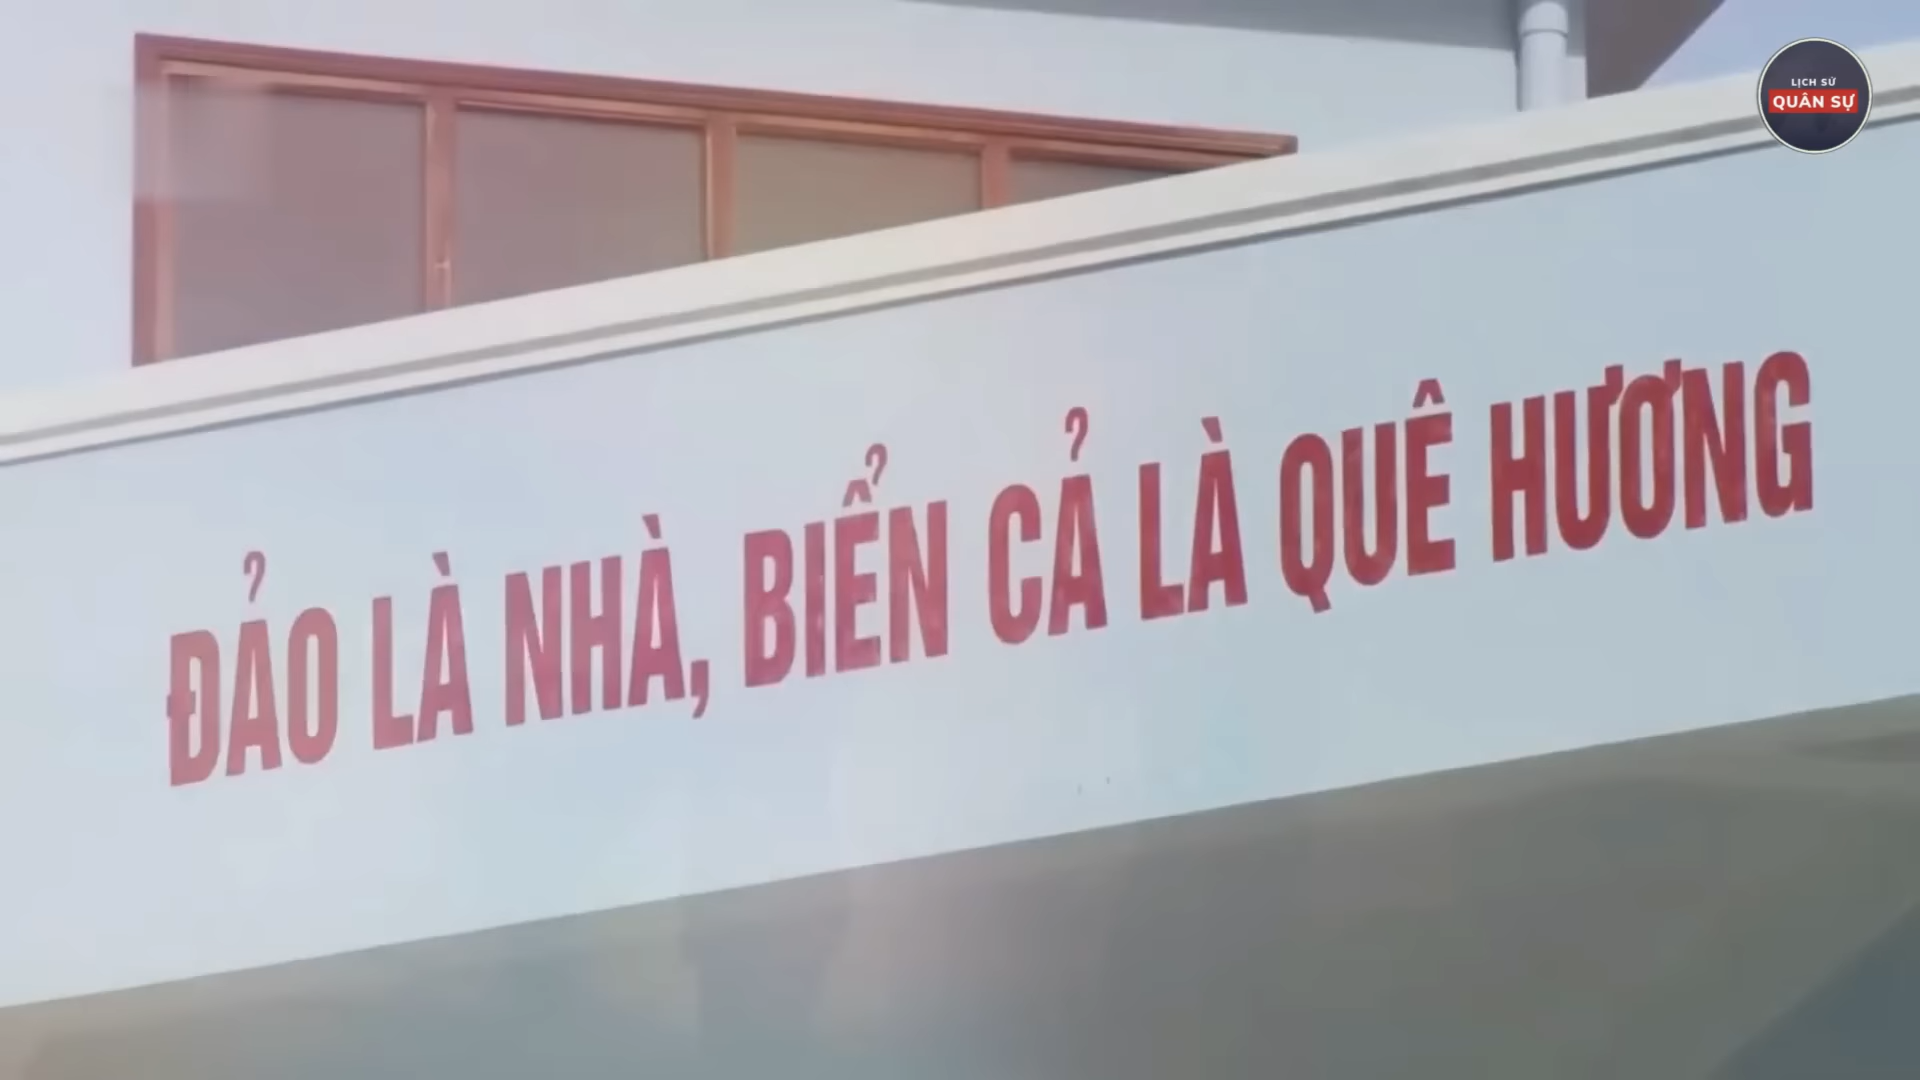 LỊCH SỬ
QUÂN SỰ
ĐẢO LÀ NHÀ, BIỂN CẢ LÀ QUÊ HƯƠNG